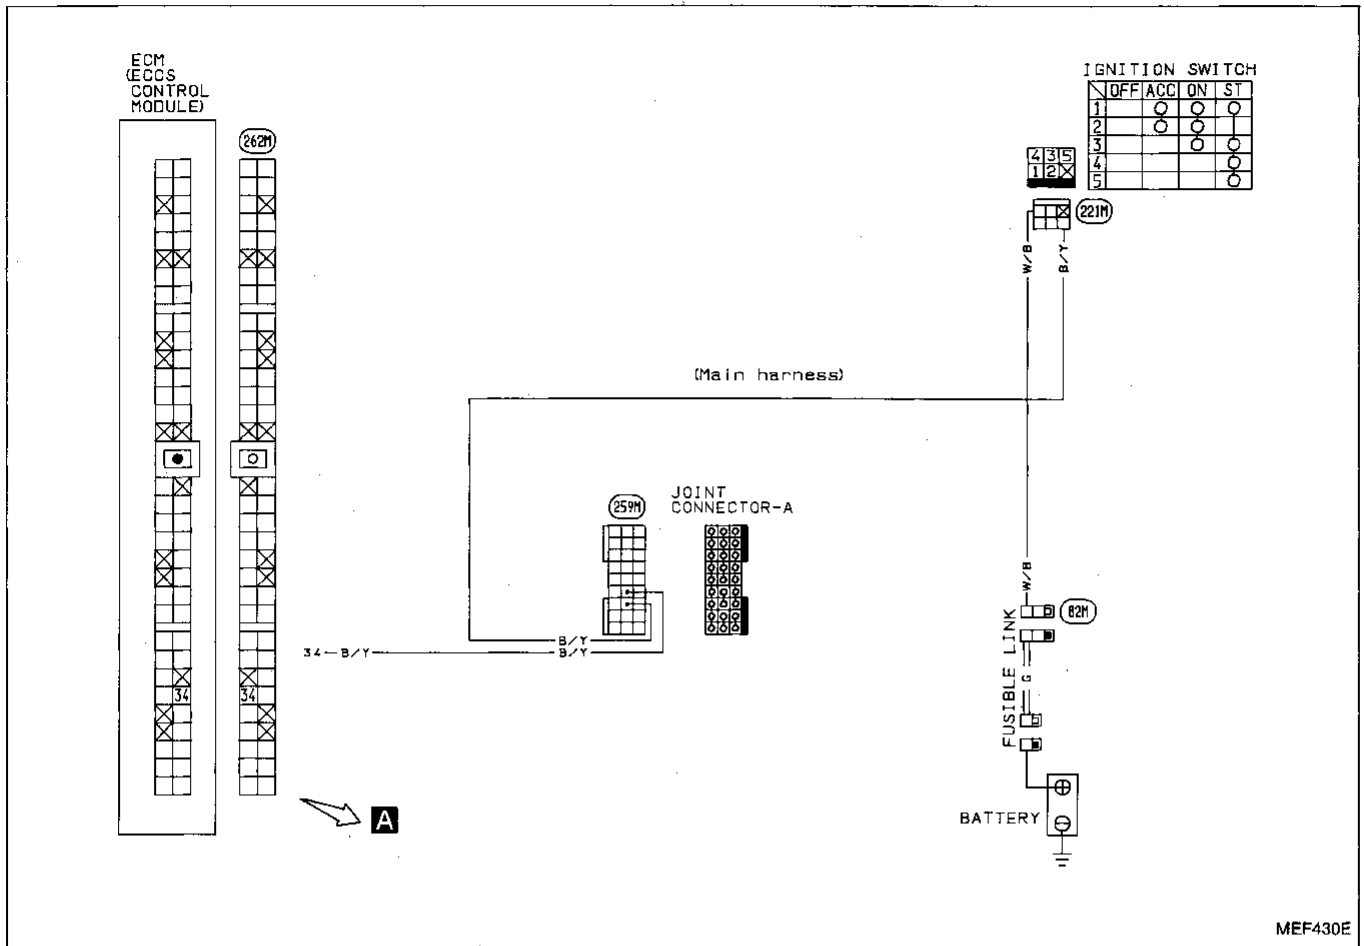 ECM
(ECCS
CONTROL
MODULE)
262M
34
34
A
34 B/Y B/Y
B/Y
(Main harness)
259M
JOINT
CONNECTOR-A
IGNITION SWITCH
OFF ACC ON ST
1
2
3
4
5
4 3 5
1 2
221M
W/B
B/Y
W/B
82M
FUSIBLE LINK
G
BATTERY
MEF430E